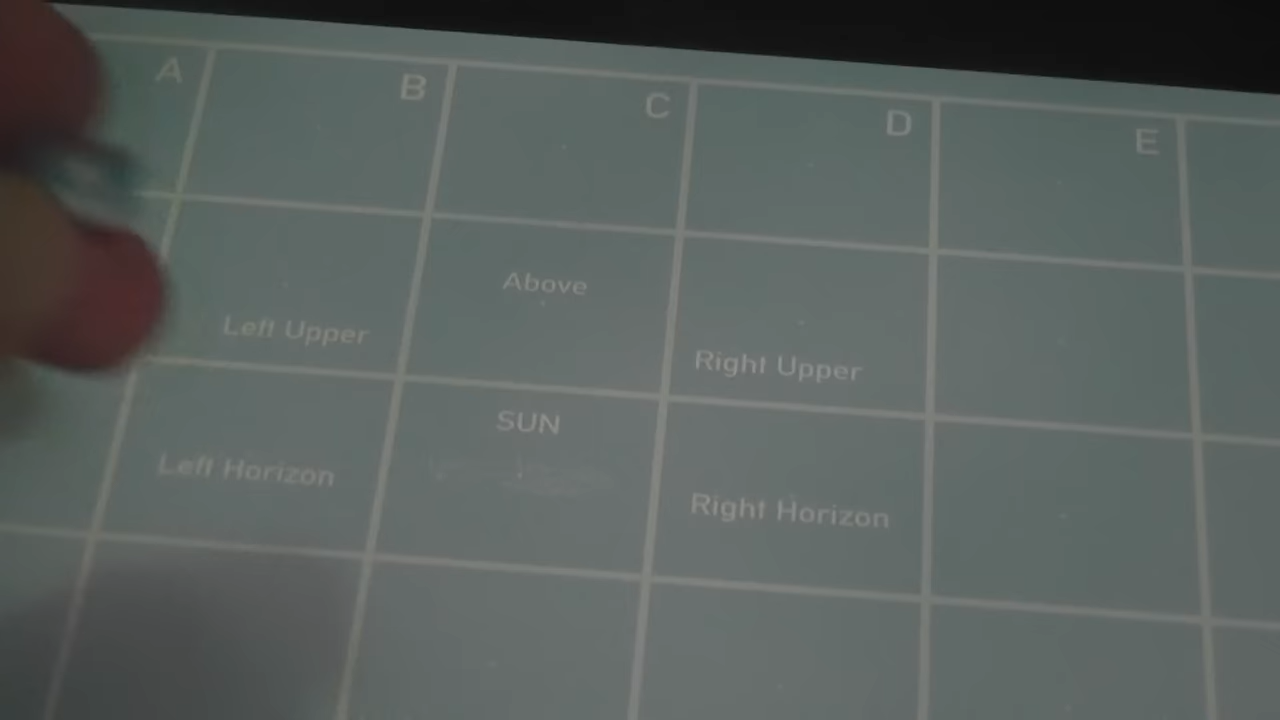 A B C D E
Above
Left Upper
Right Upper
SUN
Left Horizon
Right Horizon